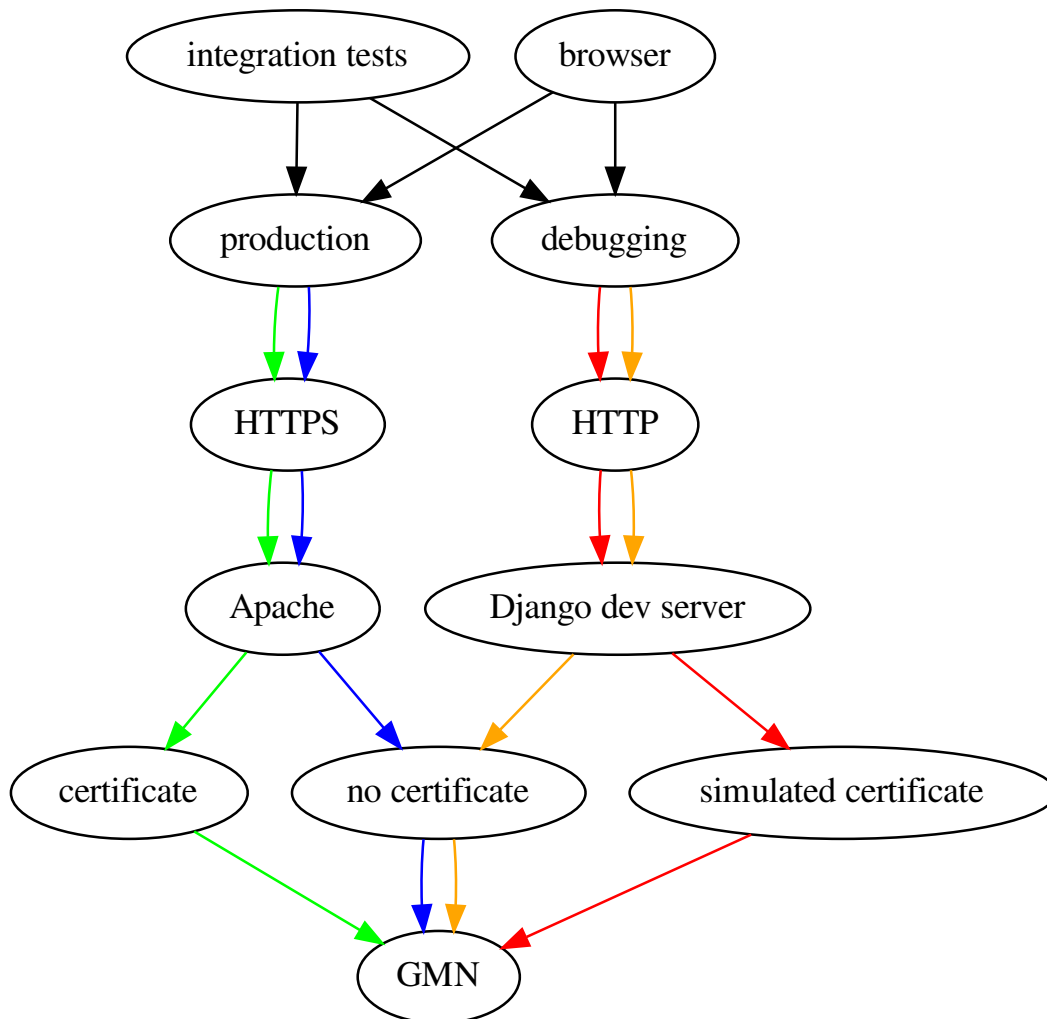 integration tests
browser
production
debugging
HTTPS
HTTP
Apache
Django dev server
certificate
no certificate
simulated certificate
GMN